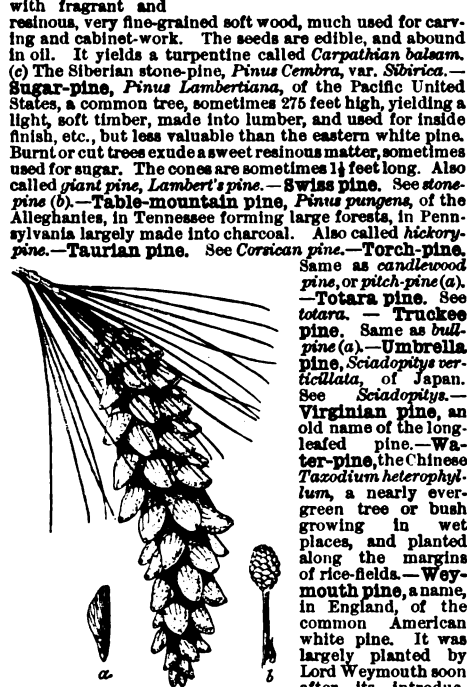 with fragrant and
resinous, very fine-grained soft wood, much used for carv-
ing and cabinet-work. The seeds are edible, and abound
in oil. It yields a turpentine called Carpathian balsam.
(c) The Siberian stone-pine, Pinus Cembra, var. Sibirica.—
Sugar-pine, Pinus Lambertiana, of the Pacific United
States, a common tree, sometimes 275 feet high, yielding a
light, soft timber, made into lumber, and used for inside
finish, etc., but less valuable than the eastern white pine.
Burnt or cut trees exude a sweet resinous matter, sometimes
used for sugar. The cones are sometimes 1½ feet long. Also
called giant pine, Lambert's pine.—Swiss pine. See stone-
pine (b).—Table-mountain pine, Pinus pungens, of the
Alleghanies, in Tennessee forming large forests, in Penn-
sylvania largely made into charcoal. Also called hickory-
pine.—Taurian pine. See Corsican pine.—Torch-pine.
Same as candlewood
pine, or pitch-pine (a).
—Totara pine. See
totara. — Truckee
pine. Same as bull-
pine (a).—Umbrella
pine, Sciadopitys ver-
ticillata, of Japan.
See Sciadopitys.—
Virginian pine, an
old name of the long-
leafed pine.—Wa-
ter-pine, the Chinese
Taxodium heterophyl-
lum, a nearly ever-
green tree or bush
growing in wet
places, and planted
along the margins
of rice-fields.—Wey-
mouth pine, a name,
in England, of the
common American
white pine. It was
largely planted by
Lord Weymouth soon
after its introduc-
a b